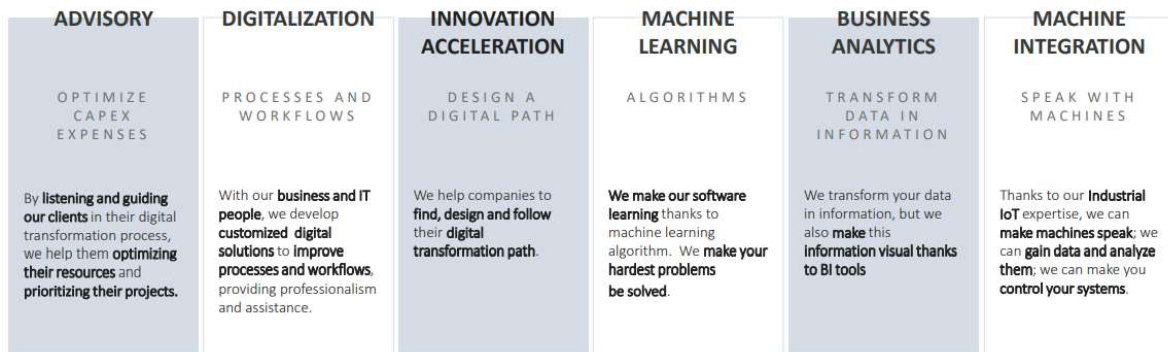 ADVISORY
OPTIMIZE
CAPEX
EXPENSES
By listening and guiding
our clients in their digital
transformation process,
we help them optimizing
their resources and
prioritizing their projects.
DIGITALIZATION
PROCESSES AND
WORKFLOWS
With our business and IT
people, we develop
customized digital
solutions to improve
processes and workflows,
providing professionalism
and assistance.
INNOVATION
ACCELERATION
DESIGN A
DIGITAL PATH
We help companies to
find, design and follow
their digital
transformation path.
MACHINE
LEARNING
ALGORITHMS
We make our software
learning thanks to
machine learning
algorithm. We make your
hardest problems
be solved.
BUSINESS
ANALYTICS
TRANSFORM
DATA IN
INFORMATION
We transform your data
in information, but we
also make this
information visual thanks
to BI tools
MACHINE
INTEGRATION
SPEAK WITH
MACHINES
Thanks to our Industrial
IoT expertise, we can
make machines speak; we
can gain data and analyze
them; we can make you
control your systems.